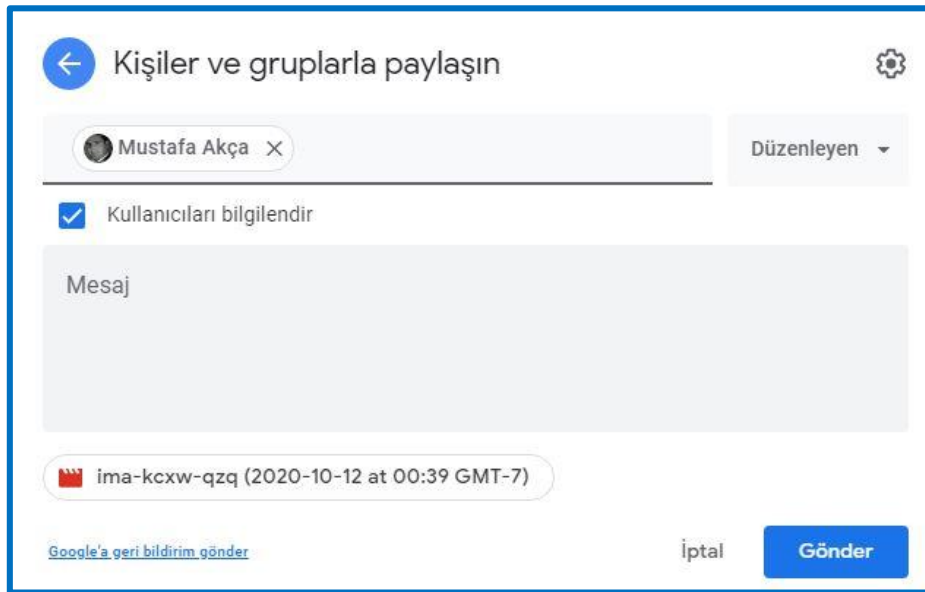 Kişiler ve gruplarla paylaşın
Mustafa Akça
Düzenleyen
Kullanıcıları bilgilendir
Mesaj
ima-kcxw-qzq (2020-10-12 at 00:39 GMT-7)
Google'a geri bildirim gönder
İptal
Gönder